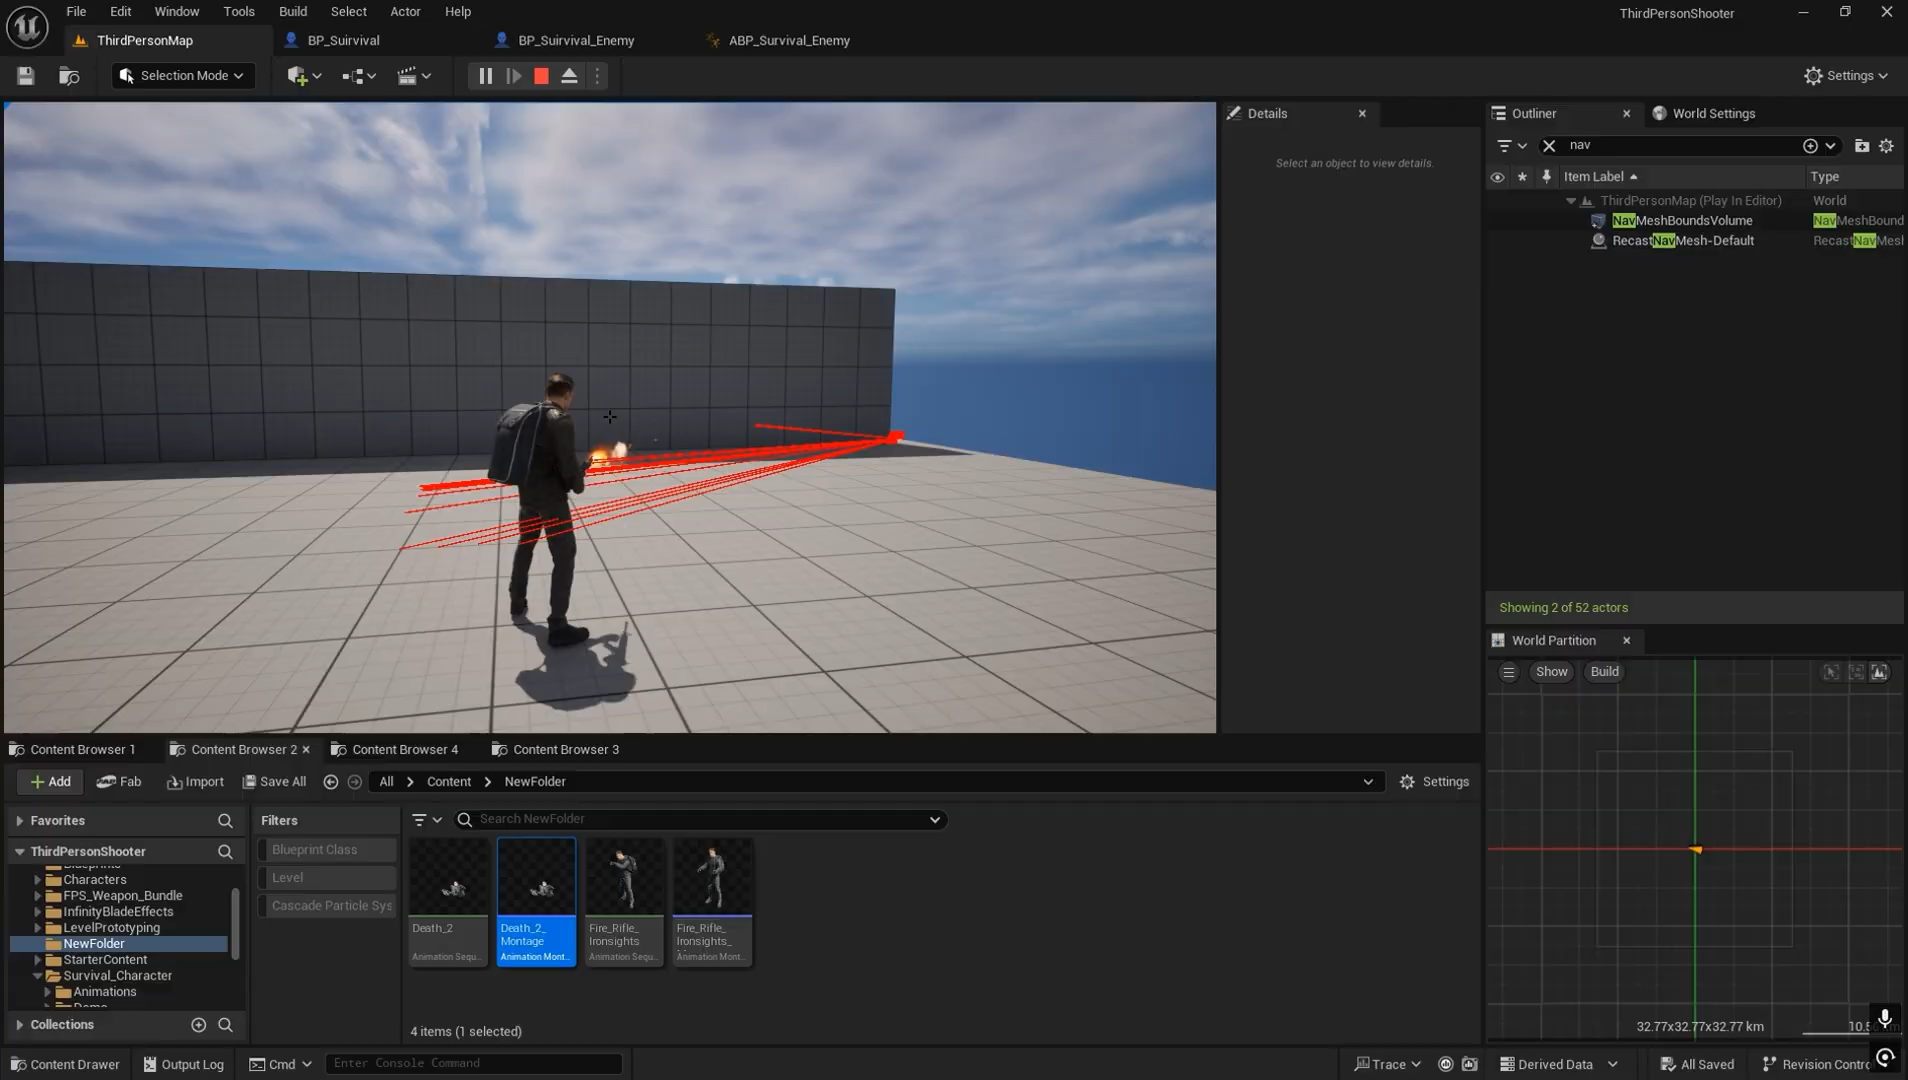 File Edit Window Tools Build Select Actor Help
ThirdPersonShooter
ThirdPersonMap
BP_Suirvival
BP_Suirvival_Enemy
ABP_Survival_Enemy
Selection Mode
Settings
Details
Select an object to view details.
Outliner
World Settings
nav
Item Label
Type
ThirdPersonMap (Play In Editor)
World
NavMeshBoundsVolume
NavMeshBound
RecastNavMesh-Default
RecastNavMesh
Showing 2 of 52 actors
World Partition
Show
Build
32.77x32.77x32.77 km
Content Browser 1
Content Browser 2
Content Browser 4
Content Browser 3
Add
Fab
Import
Save All
All
Content
NewFolder
Settings
Favorites
Filters
Search NewFolder
ThirdPersonShooter
Blueprint Class
Level
Cascade Particle Sys
Blueprints
Characters
FPS_Weapon_Bundle
InfinityBladeEffects
LevelPrototyping
NewFolder
StarterContent
Survival_Character
Animations
Demo
Death_2
Animation Sequ...
Death_2_
Montage
Animation Mont...
Fire_Rifle_
Ironsights
Animation Sequ...
Fire_Rifle_
Ironsights_
Animation Mont...
Collections
4 items (1 selected)
Content Drawer
Output Log
Cmd
Enter Console Command
Trace
Derived Data
All Saved
Revision Contro